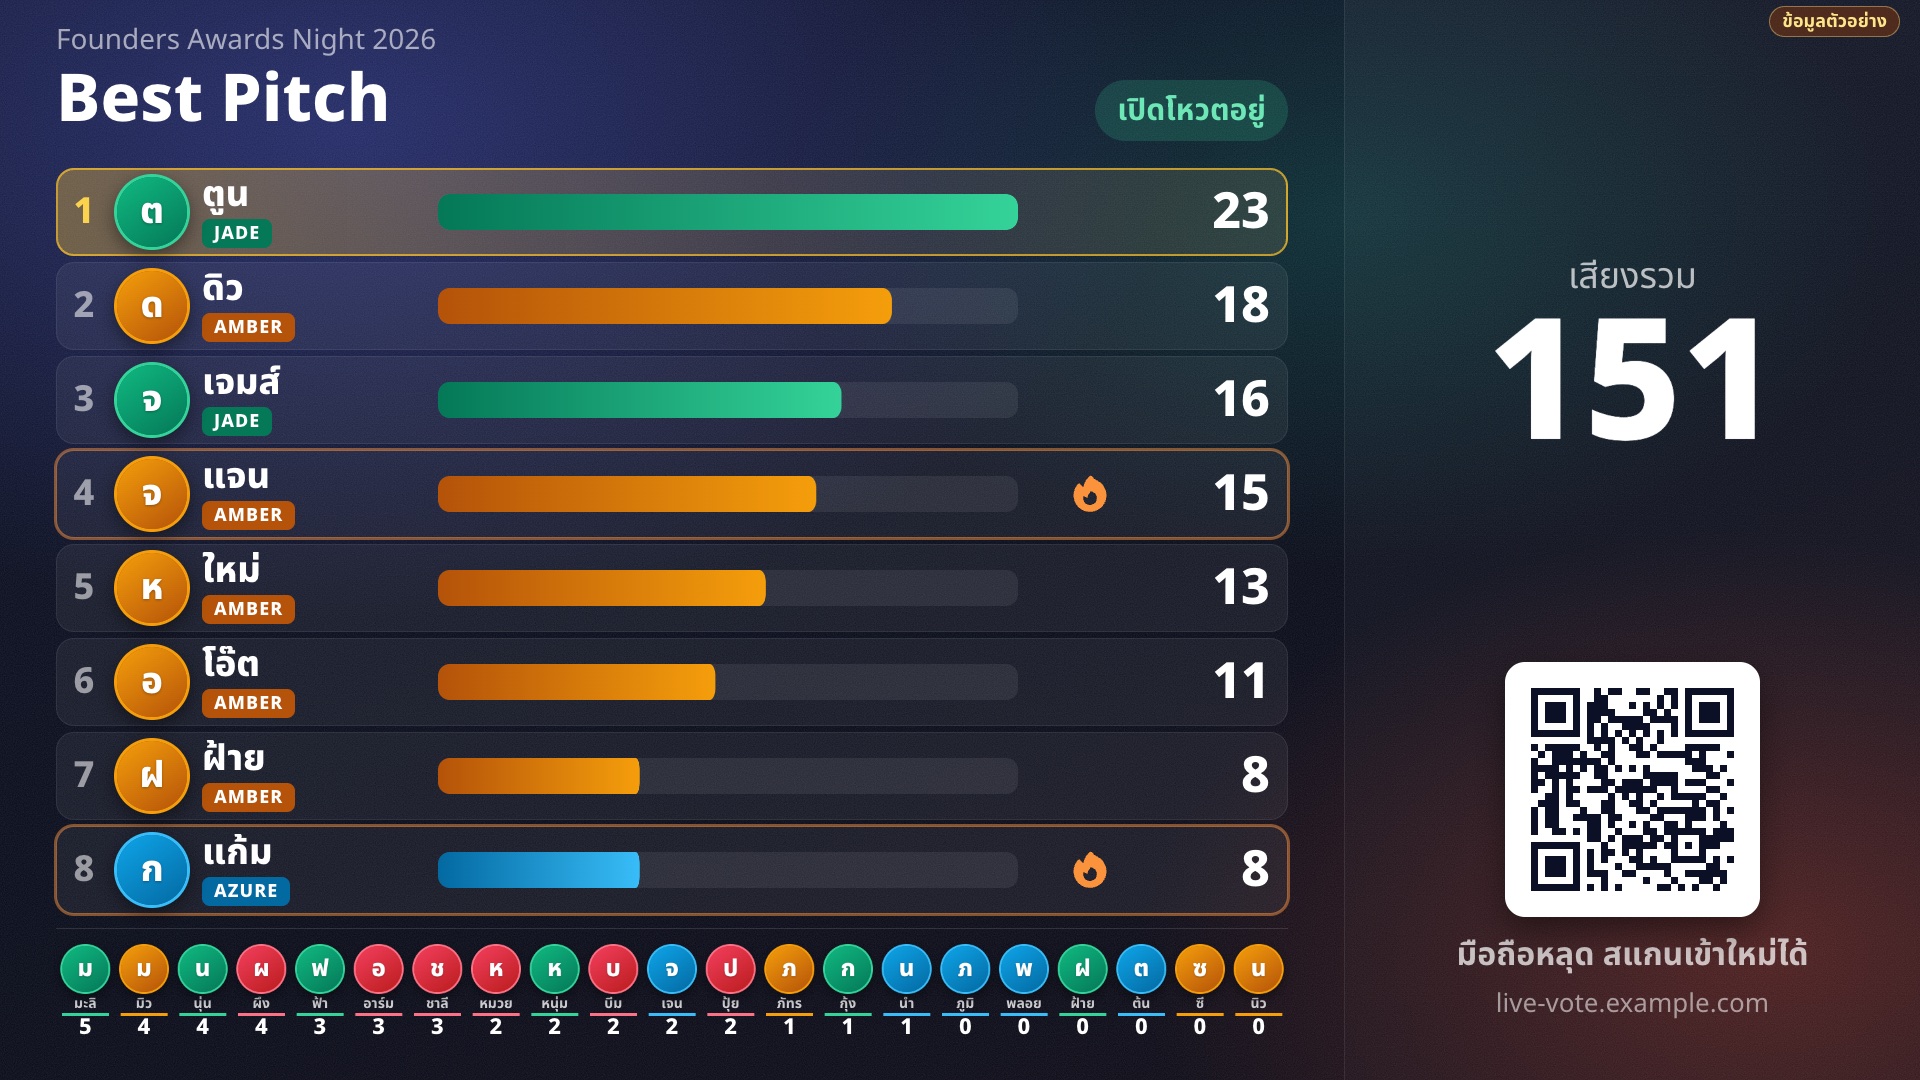 Founders Awards Night 2026
Best Pitch
เปิดโหวตอยู่
ข้อมูลตัวอย่าง
1 ต ตูน JADE 23
2 ด ดิว AMBER 18
3 จ เจมส์ JADE 16
4 จ แจน AMBER 15
5 ห ใหม่ AMBER 13
6 อ โอ๊ต AMBER 11
7 ฝ ฝ้าย AMBER 8
8 ก แก้ม AZURE 8
ม ม น ผ ฟ อ ช ห ห บ จ ป ภ ก น ภ พ ฝ ต ซ น
มะลิ มิว นุ่น ผึ้ง ฟ้า อาร์ม ชาลี หมวย หนุ่ม บีม เจน ปุ้ย ภัทร กุ้ง น้ำ ภูมิ พลอย ฝ้าย ต้น ซี นิว
5 4 4 4 3 3 3 2 2 2 2 2 1 1 1 0 0 0 0 0 0
เสียงรวม
151
มือถือหลุด สแกนเข้าใหม่ได้
live-vote.example.com